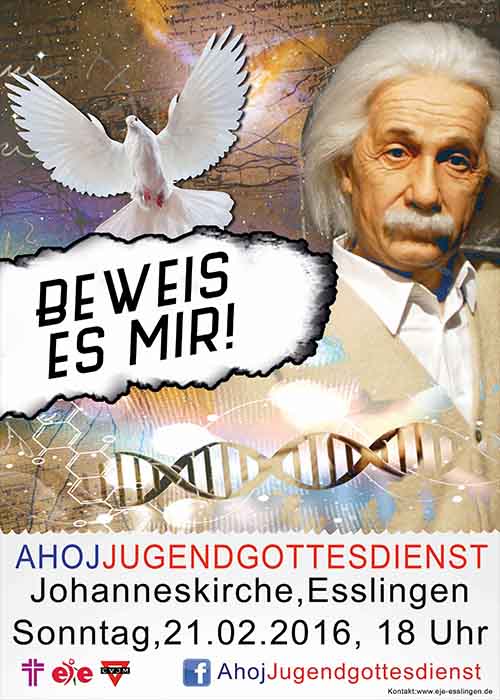 BEWEIS
ES MIR!
AHOJJUGENDGOTTESDIENST
Johanneskirche,Esslingen
Sonntag,21.02.2016, 18 Uhr
eje CVJM f AhojJugendgottesdienst
Kontakt:www.eje-esslingen.de